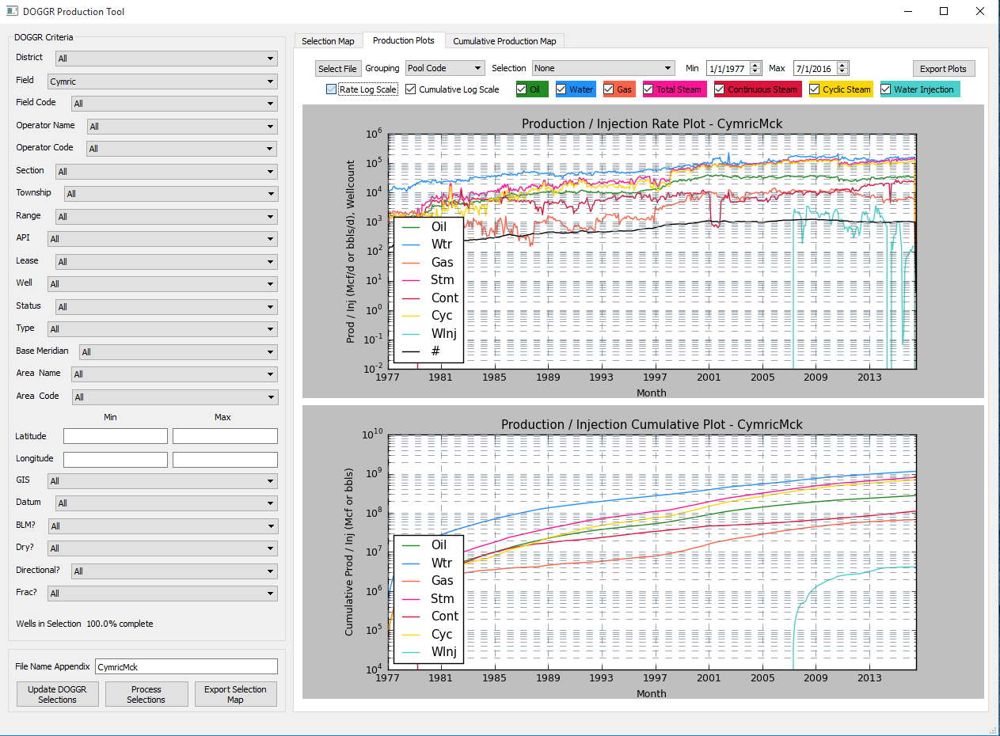 DOGGR Production Tool
DOGGR Criteria
District All
Field Cymric
Field Code All
Operator Name All
Operator Code All
Section All
Township All
Range All
API All
Lease All
Well All
Status All
Type All
Base Meridian All
Area Name All
Area Code All
Min Max
Latitude
Longitude
GIS All
Datum All
BLM? All
Dry? All
Directional? All
Frac? All
Wells in Selection 100.0% complete
File Name Appendix CymricMck
Update DOGGR Selections
Process Selections
Export Selection Map
Selection Map Production Plots Cumulative Production Map
Select File Grouping Pool Code Selection None Min 1/1/1977 Max 7/1/2016 Export Plots
Rate Log Scale Cumulative Log Scale Oil Water Gas Total Steam Continuous Steam Cyclic Steam Water Injection
Production / Injection Rate Plot - CymricMck
Prod / Inj (Mcf/d or bbls/d), Wellcount
10^6
10^5
10^4
10^3
10^2
10^1
10^0
10^-1
10^-2
Oil
Wtr
Gas
Stm
Cont
Cyc
WInj
#
1977 1981 1985 1989 1993 1997 2001 2005 2009 2013
Month
Production / Injection Cumulative Plot - CymricMck
Cumulative Prod / Inj (Mcf or bbls)
10^10
10^9
10^8
10^7
10^6
10^5
10^4
Oil
Wtr
Gas
Stm
Cont
Cyc
WInj
1977 1981 1985 1989 1993 1997 2001 2005 2009 2013
Month